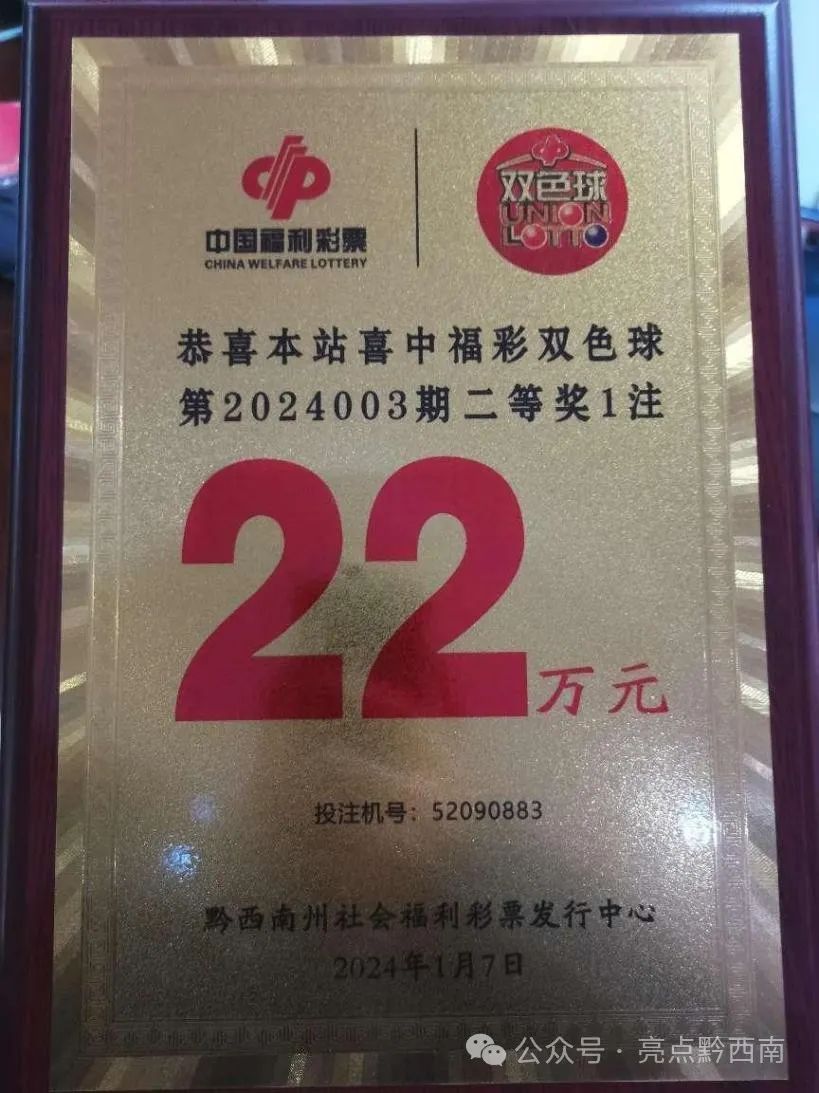 中国福利彩票
CHINA WELFARE LOTTERY
双色球
UNION
LOTTO
恭喜本站喜中福彩双色球
第2024003期二等奖1注
22万元
投注机号：52090883
黔西南州社会福利彩票发行中心
2024年1月7日
公众号·亮点黔西南